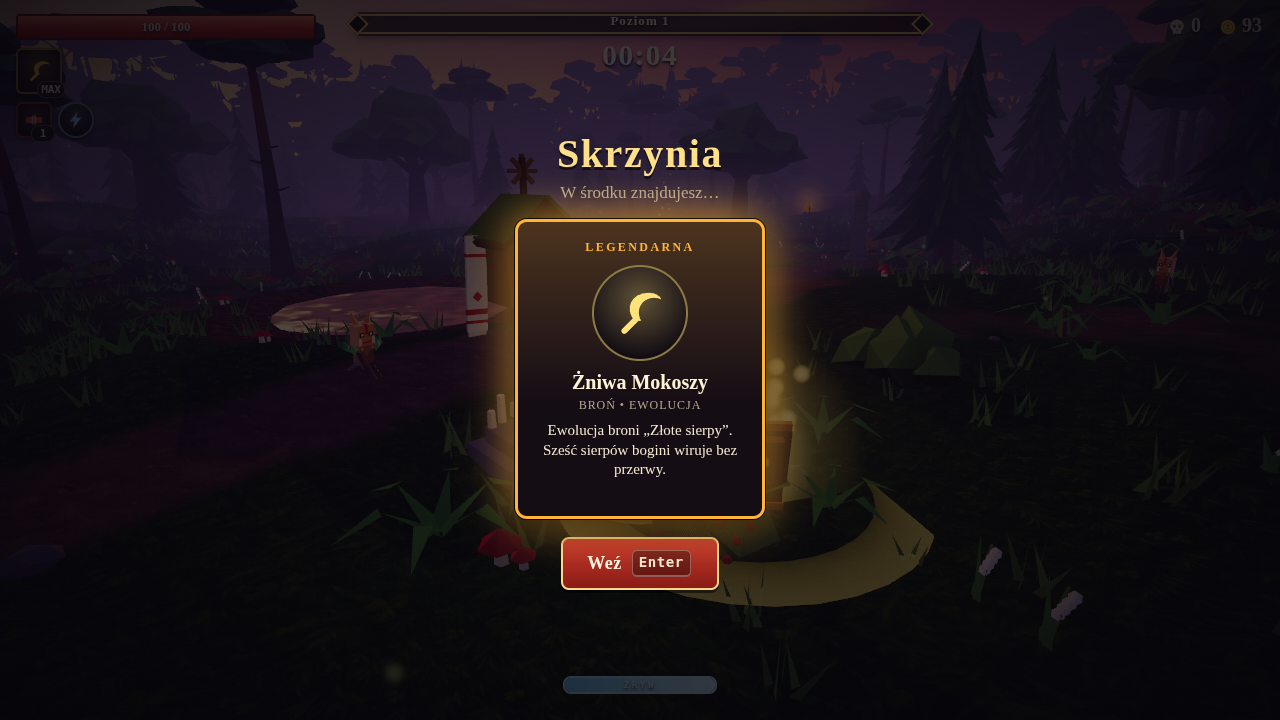 100 / 100
Poziom 1
00:04
0
93
MAX
1
Skrzynia
W środku znajdujesz…
LEGENDARNA
Żniwa Mokoszy
BROŃ • EWOLUCJA
Ewolucja broni „Złote sierpy”.
Sześć sierpów bogini wiruje bez
przerwy.
Weź Enter